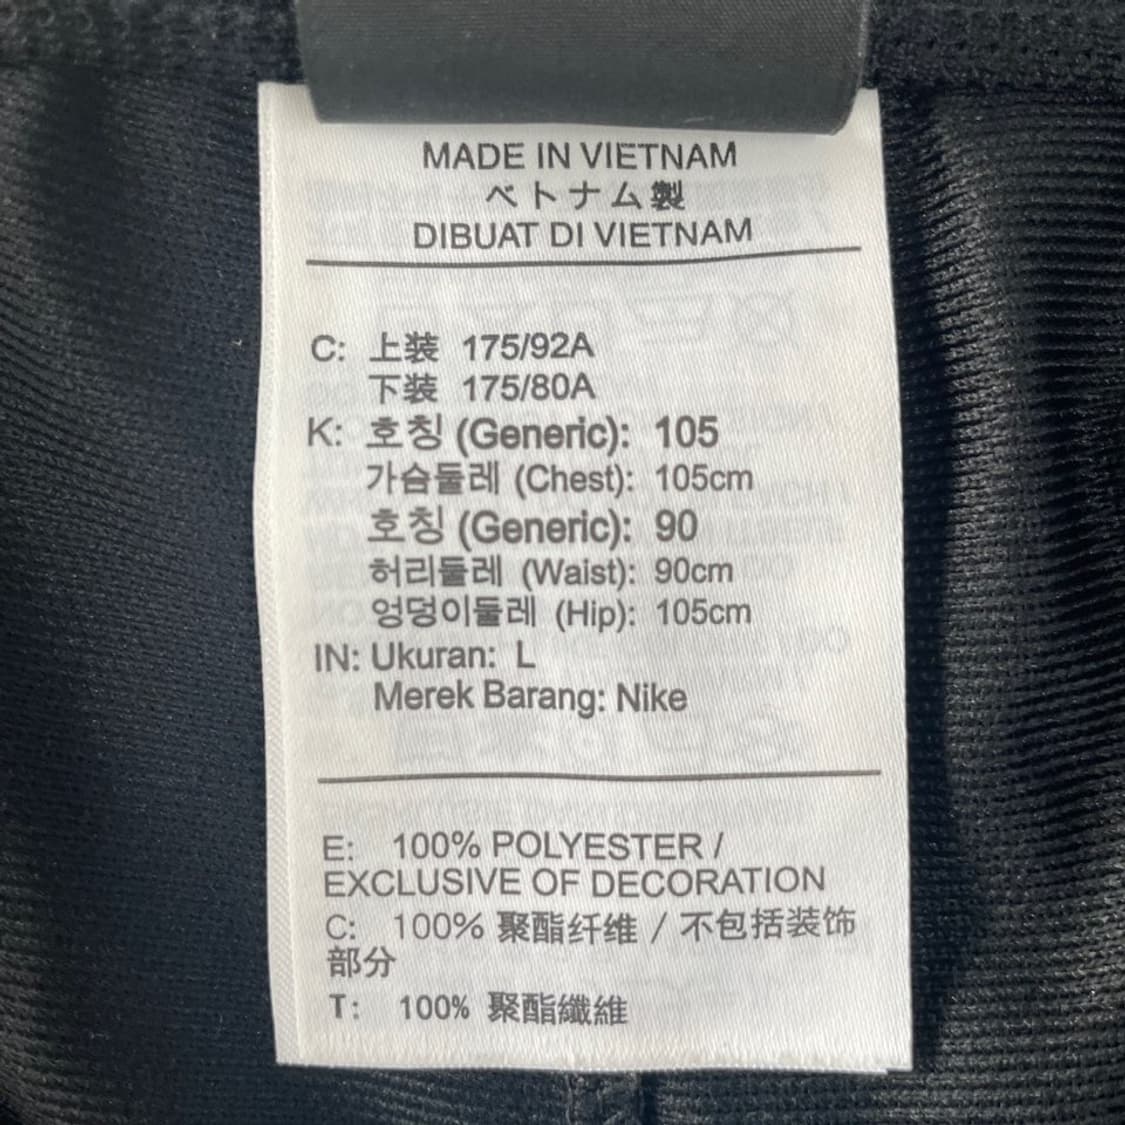 MADE IN VIETNAM
ベトナム製
DIBUAT DI VIETNAM
C: 上装 175/92A
下装 175/80A
K: 호칭 (Generic): 105
가슴둘레 (Chest): 105cm
호칭 (Generic): 90
허리둘레 (Waist): 90cm
엉덩이둘레 (Hip): 105cm
IN: Ukuran: L
Merek Barang: Nike
E: 100% POLYESTER /
EXCLUSIVE OF DECORATION
C: 100% 聚酯纤维 / 不包括装饰
部分
T: 100% 聚酯纖維